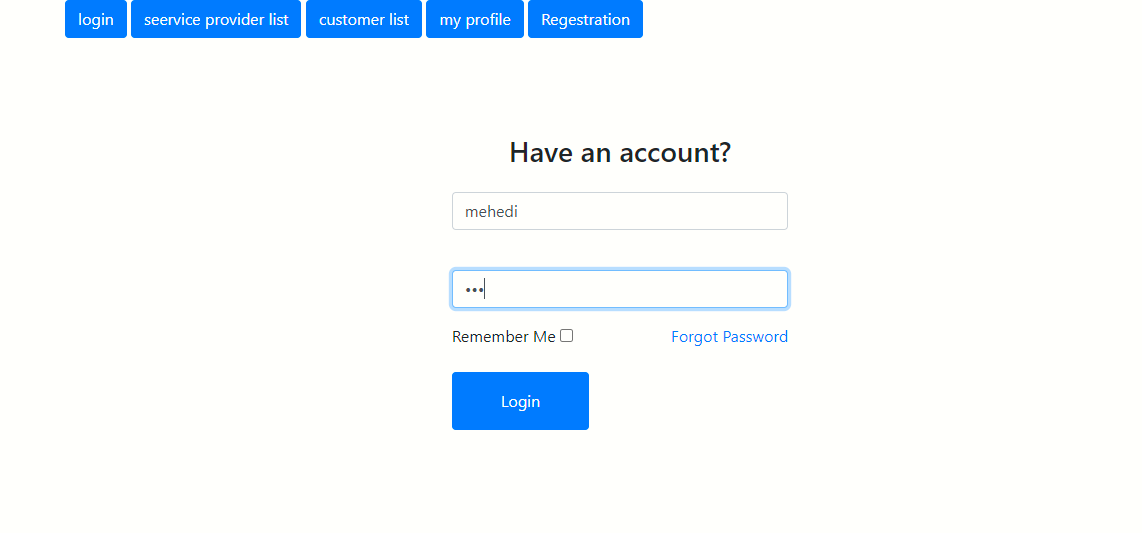 login seervice provider list customer list my profile Regestration
Have an account?
mehedi
•••
Remember Me Forgot Password
Login